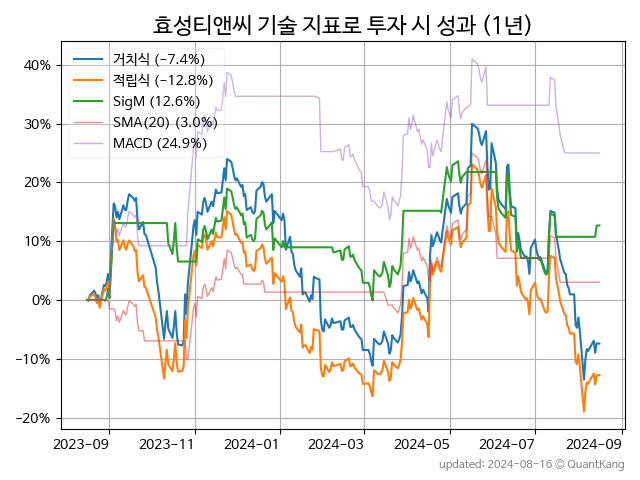 효성티앤씨 기술 지표로 투자 시 성과 (1년)
거치식 (-7.4%)
적립식 (-12.8%)
SigM (12.6%)
SMA(20) (3.0%)
MACD (24.9%)
40%
30%
20%
10%
0%
-10%
-20%
2023-09 2023-11 2024-01 2024-03 2024-05 2024-07 2024-09
updated: 2024-08-16 © QuantKang